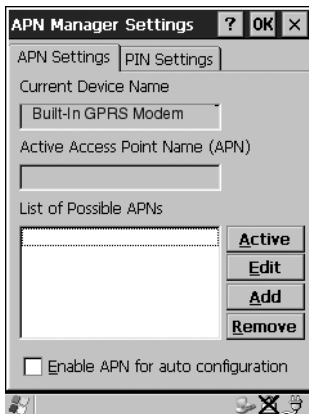 APN Manager Settings ? OK ×
APN Settings PIN Settings
Current Device Name
Built-In GPRS Modem
Active Access Point Name (APN)
List of Possible APNs
Active
Edit
Add
Remove
Enable APN for auto configuration